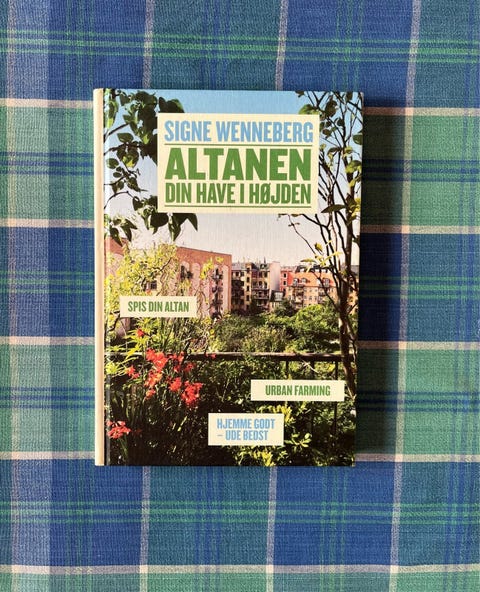 SIGNE WENNEBERG
ALTANEN
DIN HAVE I HØJDEN
SPIS DIN ALTAN
URBAN FARMING
HJEMME GODT
– UDE BEDST